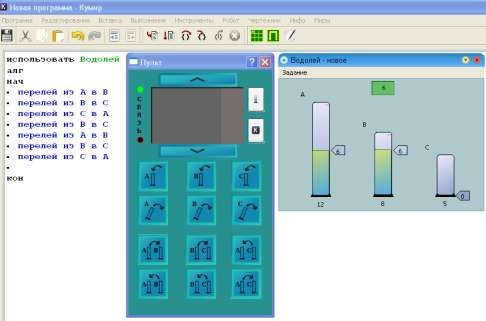 Новая программа - Кумир
Программа Редактирование Вставка Выполнение Инструменты Робот Чертежник Инфо Миры
использовать Водолей
алг
нач
• перелей из A в B
• перелей из B в C
• перелей из C в A
• перелей из B в C
• перелей из A в B
• перелей из B в C
• перелей из C в A
•
кон
Пульт
СВЯЗЬ
i
K
A B C
A B C
A B B C A C
A B B C A C
Водолей - новое
Задание
6
A
B
C
6
6
0
12 8 5